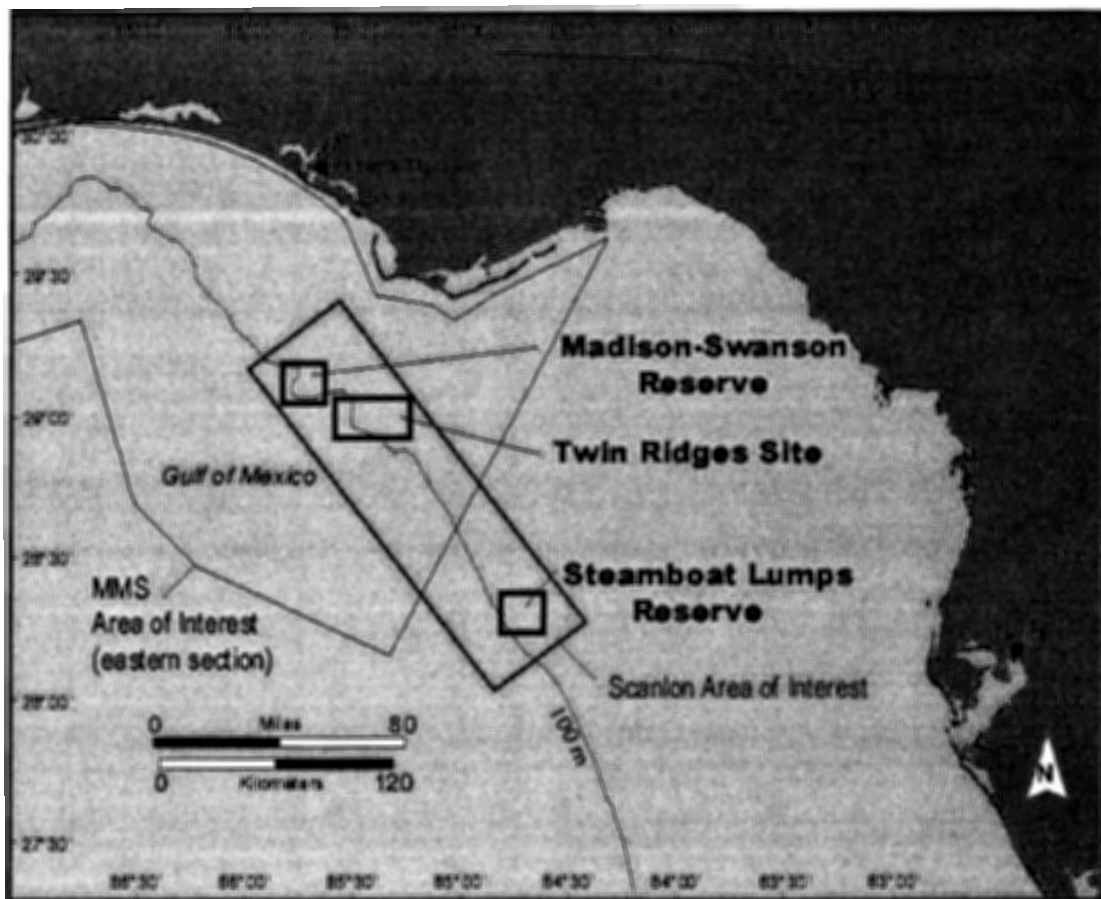 30°00'
29°30'
Madison-Swanson
Reserve
29°00'
Twin Ridges Site
Gulf of Mexico
28°30'
Steamboat Lumps
Reserve
MMS
Area of Interest
(eastern section)
Scanlon Area of Interest
28°00'
0 Miles 80
100 m
0 Kilometers 120
N
27°30'
86°30' 86°00' 85°30' 85°00' 84°30' 84°00' 83°30' 83°00'